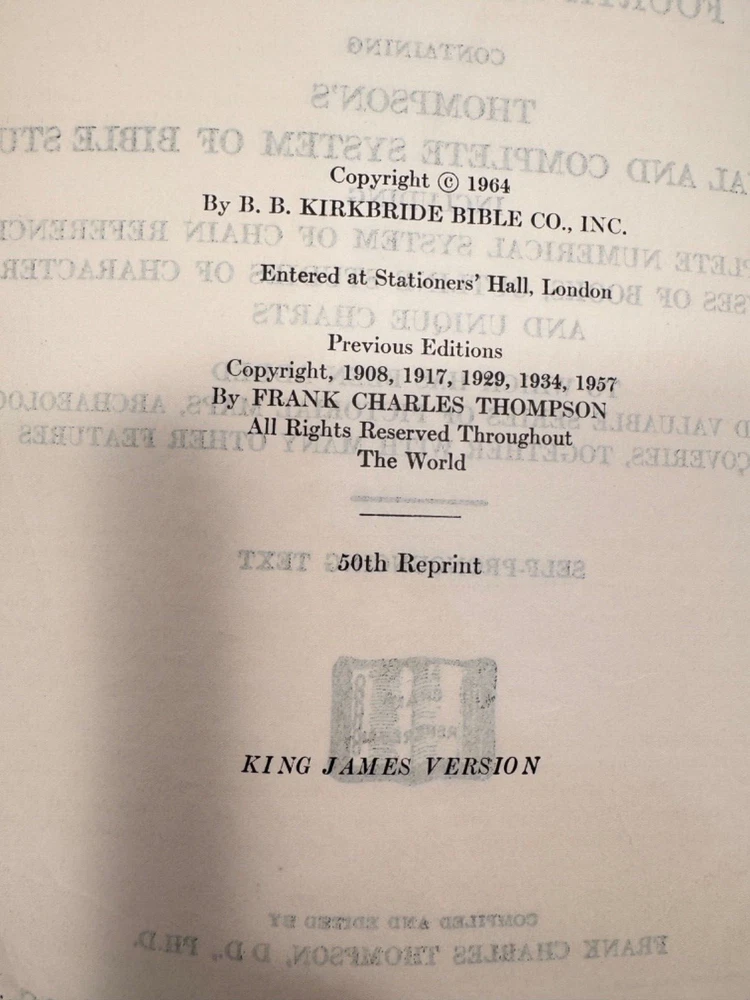 Copyright © 1964
By B. B. KIRKBRIDE BIBLE CO., INC.
Entered at Stationers' Hall, London
Previous Editions
Copyright, 1908, 1917, 1929, 1934, 1957
By FRANK CHARLES THOMPSON
All Rights Reserved Throughout
The World
50th Reprint
KING JAMES VERSION